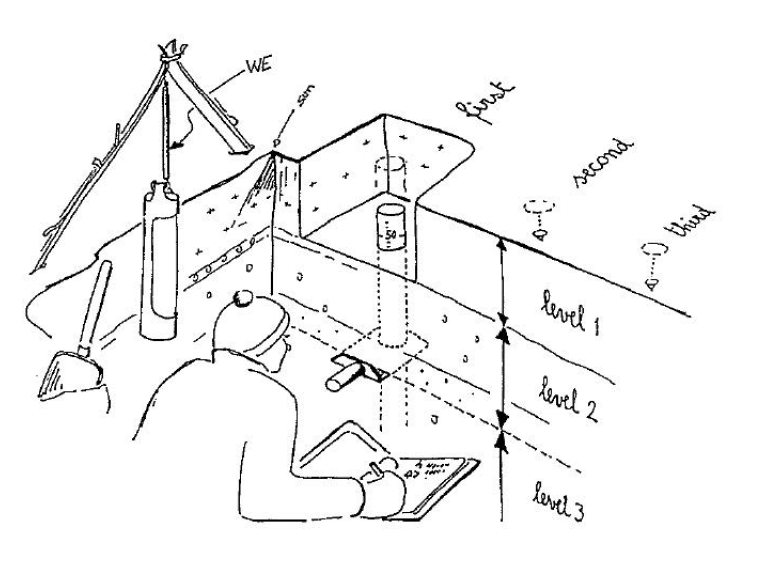 WE
sun
first
second
third
50
level 1
level 2
level 3